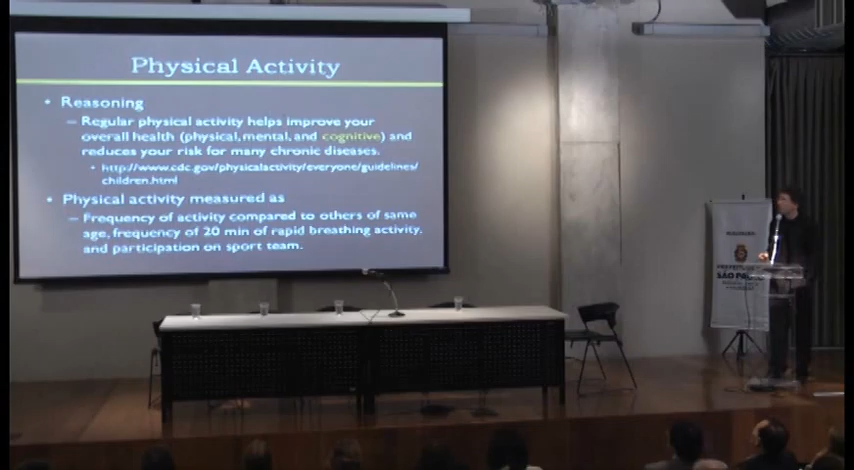 Physical Activity
• Reasoning
– Regular physical activity helps improve your
overall health (physical, mental, and cognitive) and
reduces your risk for many chronic diseases.
• http://www.cdc.gov/physicalactivity/everyone/guidelines/
children.html
• Physical activity measured as
– Frequency of activity compared to others of same
age, frequency of 20 min of rapid breathing activity,
and participation on sport team.
PREFEITURA DE
SÃO PAULO